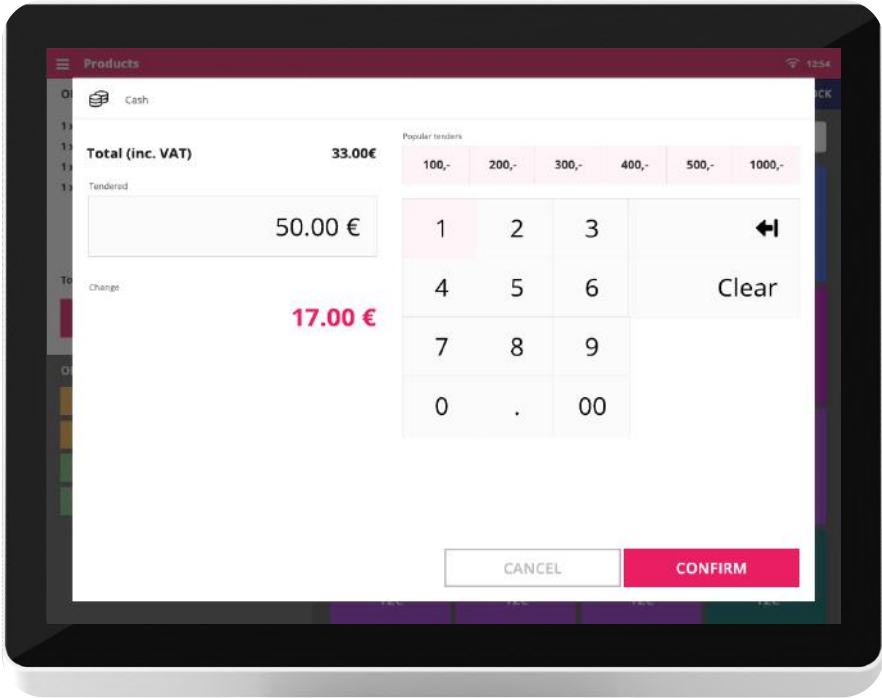 Products
12:54
Cash
Total (inc. VAT) 33.00€
Tendered
50.00 €
Change
17.00 €
Popular tenders
100,- 200,- 300,- 400,- 500,- 1000,-
1 2 3
4 5 6 Clear
7 8 9
0 . 00
CANCEL CONFIRM